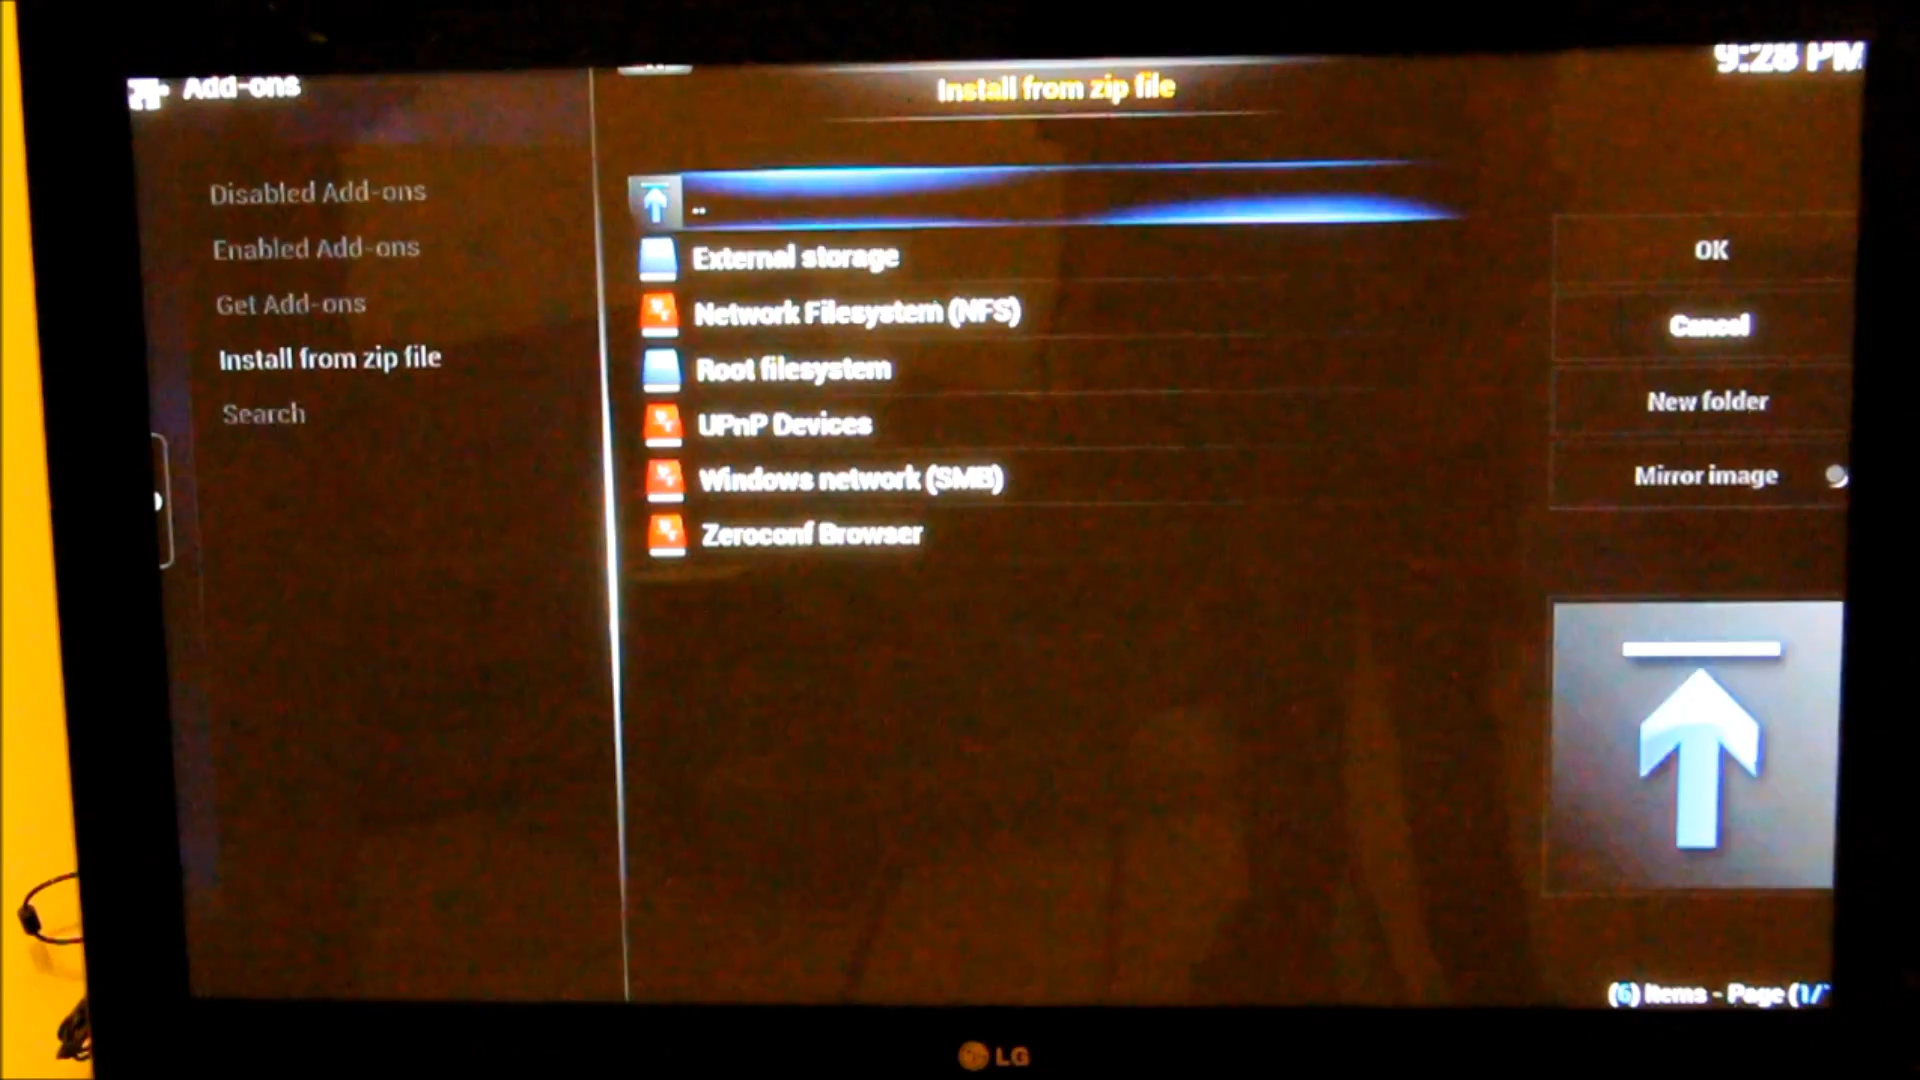 Add-ons
Install from zip file
9:28 PM
Disabled Add-ons
Enabled Add-ons
Get Add-ons
Install from zip file
Search
..
External storage
Network Filesystem (NFS)
Root filesystem
UPnP Devices
Windows network (SMB)
Zeroconf Browser
OK
Cancel
New folder
Mirror image
(6) Items - Page (1/
LG